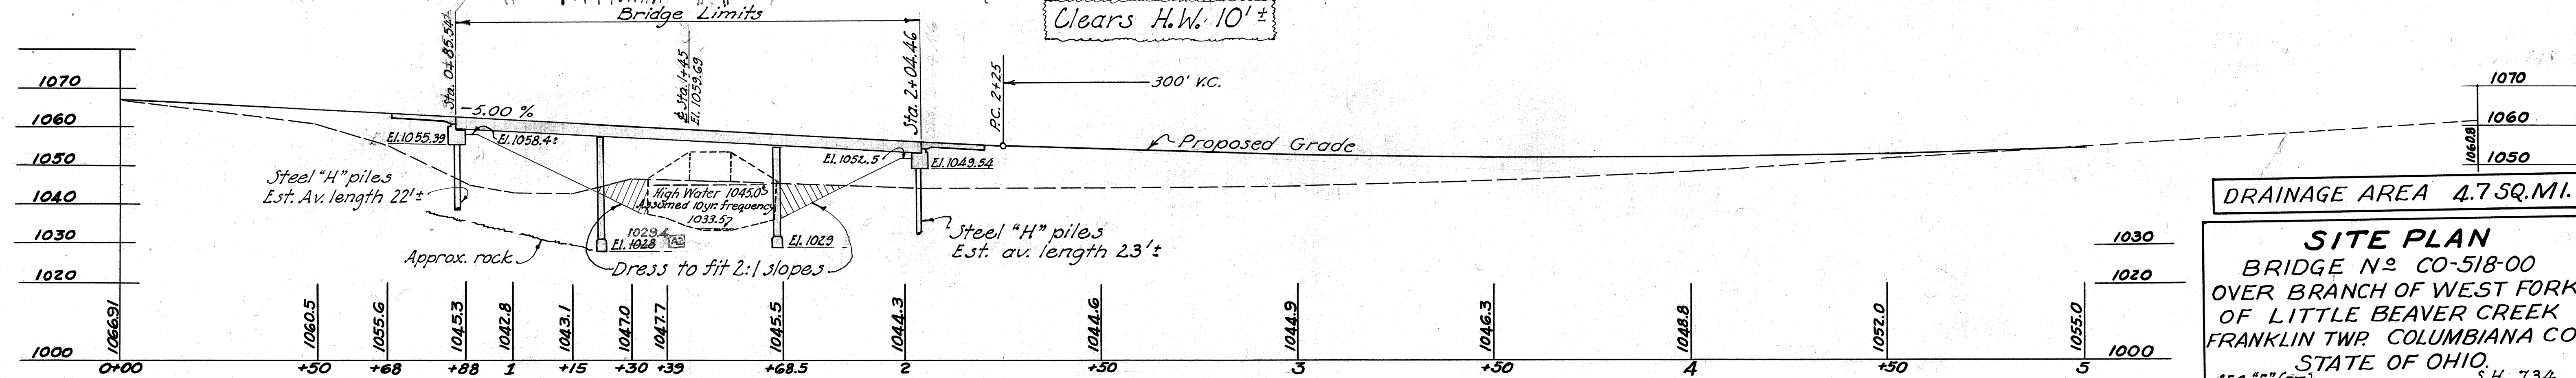 Bridge Limits
Clears H.W. 10'±
Sta. 0+85.54
₵ Sta. 1+45
El. 1059.69
Sta. 2+04.46
P.C. 2+25
300' V.C.
-5.00 %
1070
1060
1050
1040
1030
1020
1000
El. 1055.39
El. 1058.4±
El. 1052.5
El. 1049.54
Proposed Grade
Steel "H" piles
Est. Av. length 22'±
High Water 1045.0
Assumed 10yr. frequency
1033.5?
1029.4
El. 1028
El. 1029
Approx. rock
Dress to fit 2:1 slopes
Steel "H" piles
Est. av. length 23'±
1070
1060
1050
1060.8
1030
1020
1000
1066.91
1060.5
1055.6
1045.3
1042.8
1043.1
1047.0
1047.7
1045.5
1044.3
1044.6
1044.9
1046.3
1048.8
1052.0
1055.0
0+00
+50
+68
+88
1
+15
+30
+39
+68.5
2
+50
3
+50
4
+50
5
DRAINAGE AREA 4.7 SQ.MI.
SITE PLAN
BRIDGE Nº CO-518-00
OVER BRANCH OF WEST FORK
OF LITTLE BEAVER CREEK
FRANKLIN TWP. COLUMBIANA CO
STATE OF OHIO.
S.H. 734